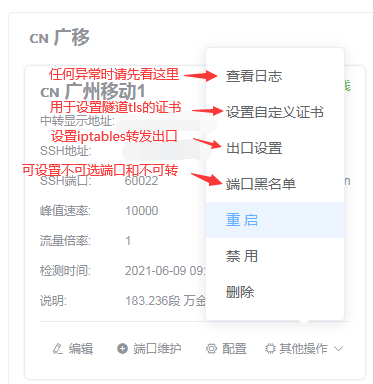 CN 广移
任何异常时请先看这里
查看日志
CN 广州移动1
线
用于设置隧道tls的证书
设置自定义证书
中转显示地址:
设置iptables转发出口
出口设置
SSH地址:
可设置不可选端口和不可转
端口黑名单
SSH端口: 60022
n
峰值速率: 10000
重 启
流量倍率: 1
禁 用
检测时间: 2021-06-09 09:
删除
说明: 183.236段 万金
编辑 端口维护 配置 其他操作